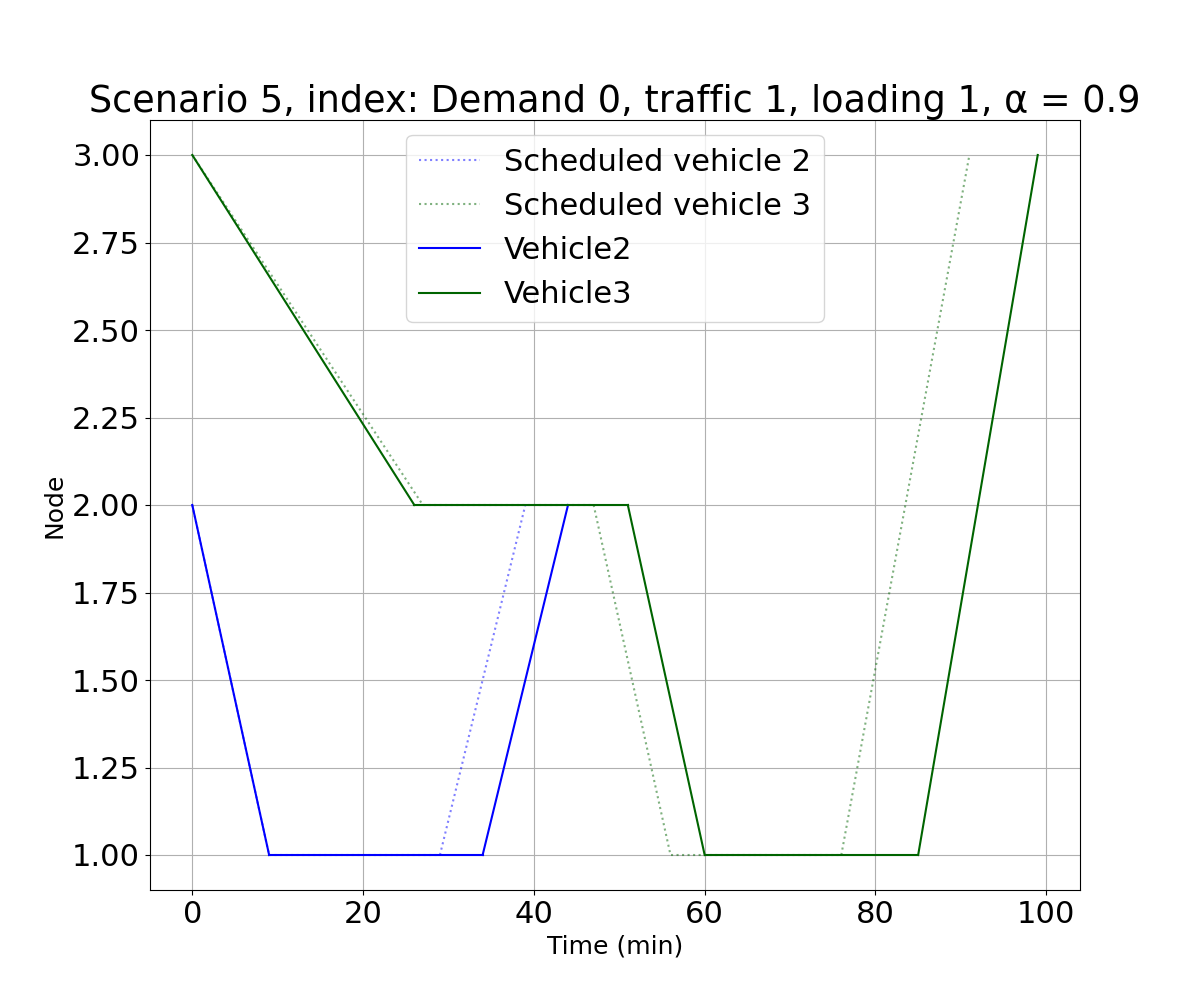 Scenario 5, index: Demand 0, traffic 1, loading 1, α = 0.9
Scheduled vehicle 2
Scheduled vehicle 3
Vehicle2
Vehicle3
3.00
2.75
2.50
2.25
2.00
1.75
1.50
1.25
1.00
Node
0 20 40 60 80 100
Time (min)